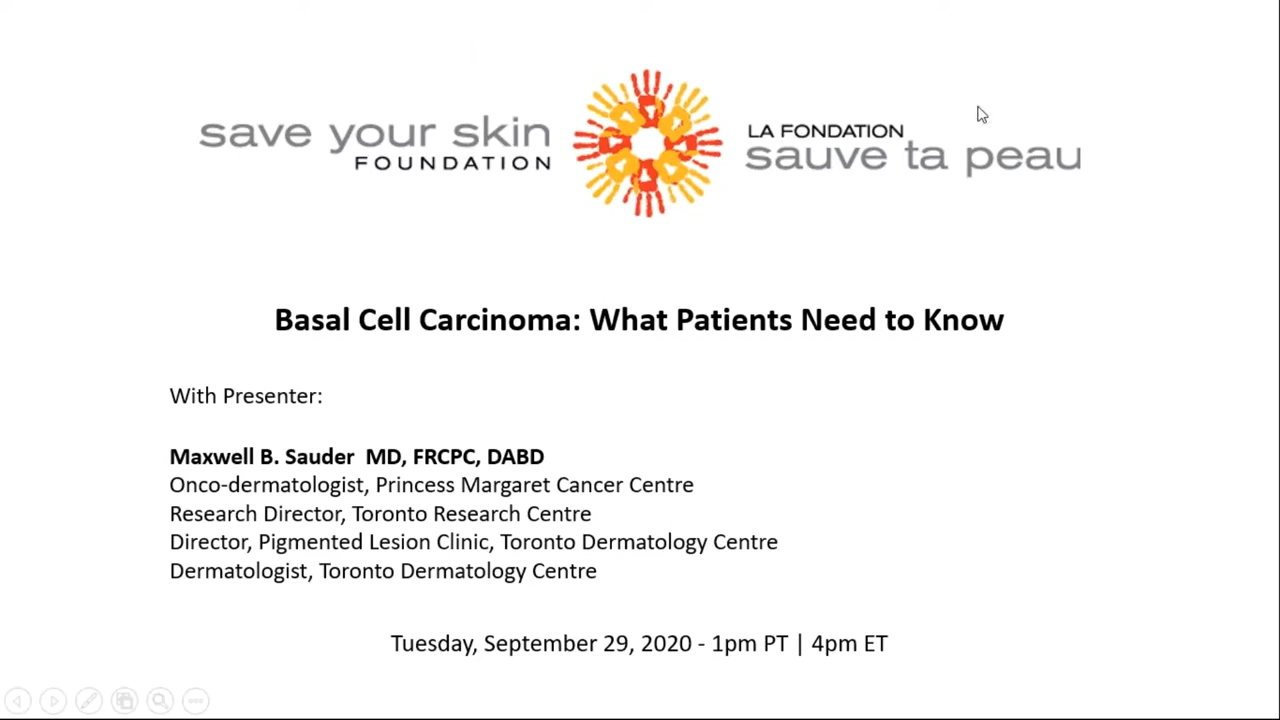 save your skin
FOUNDATION
LA FONDATION
sauve ta peau
Basal Cell Carcinoma: What Patients Need to Know
With Presenter:
Maxwell B. Sauder  MD, FRCPC, DABD
Onco-dermatologist, Princess Margaret Cancer Centre
Research Director, Toronto Research Centre
Director, Pigmented Lesion Clinic, Toronto Dermatology Centre
Dermatologist, Toronto Dermatology Centre
Tuesday, September 29, 2020 - 1pm PT | 4pm ET